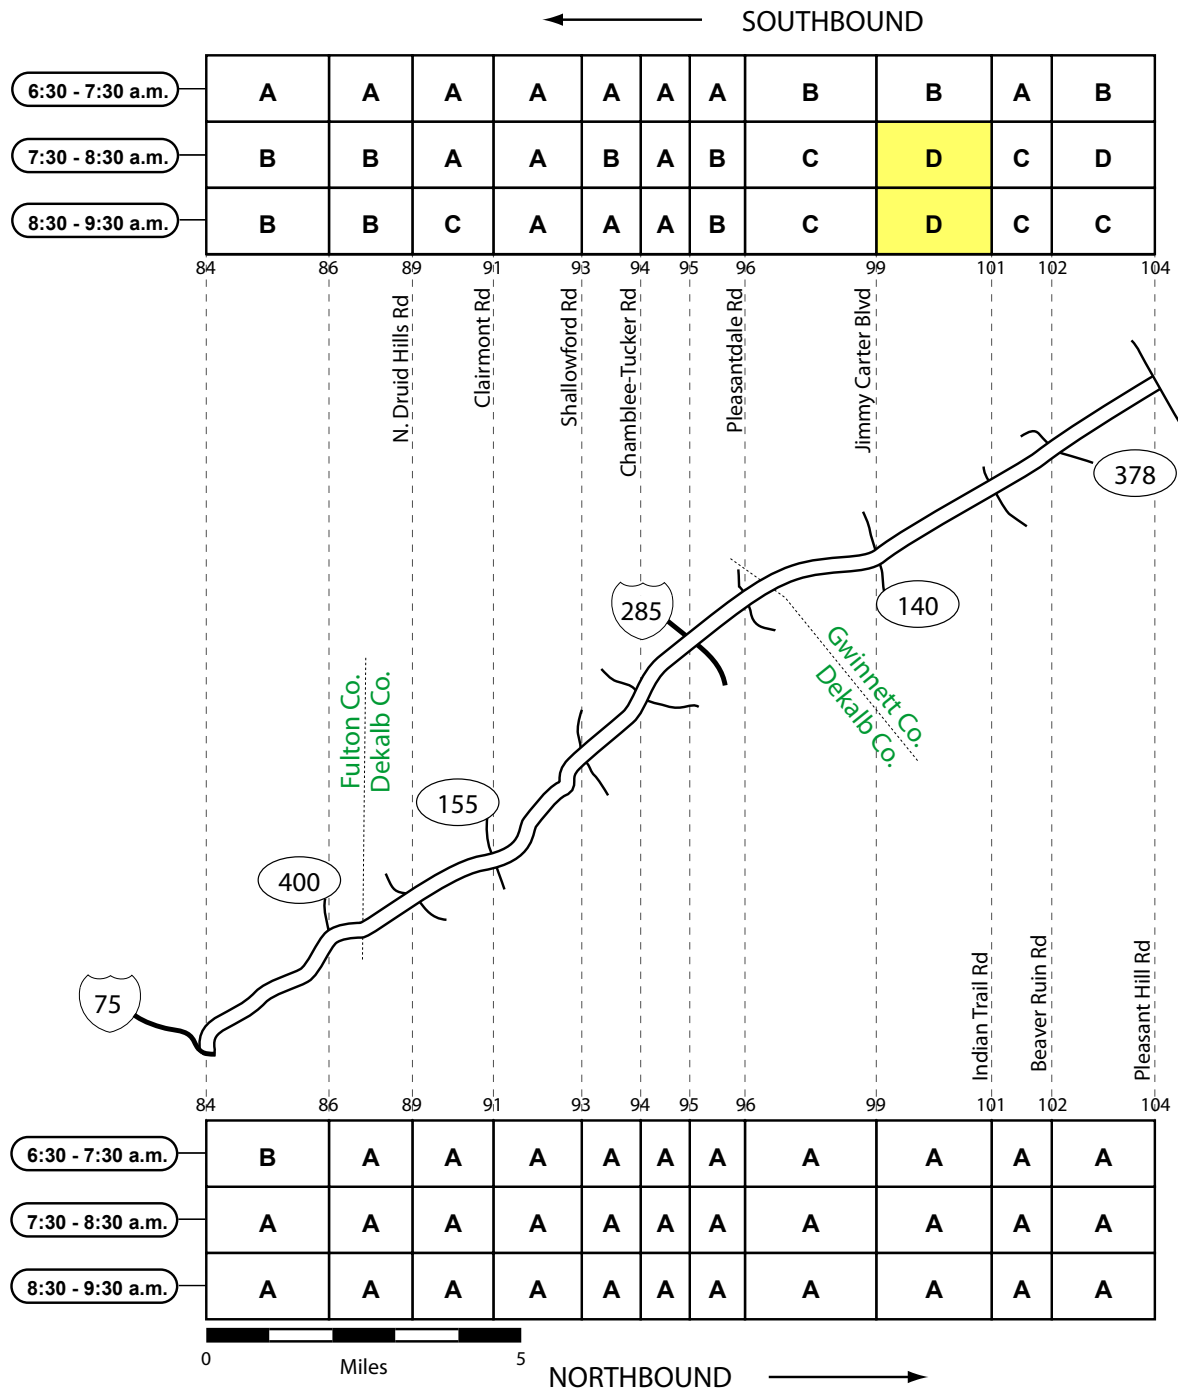 SOUTHBOUND
6:30 - 7:30 a.m. A A A A A A A B B A B
7:30 - 8:30 a.m. B B A A B A B C D C D
8:30 - 9:30 a.m. B B C A A A B C D C C
84 86 89 91 93 94 95 96 99 101 102 104
N. Druid Hills Rd
Clairmont Rd
Shallowford Rd
Chamblee-Tucker Rd
Pleasantdale Rd
Jimmy Carter Blvd
378
140
285
Gwinnett Co.
Dekalb Co.
Fulton Co.
Dekalb Co.
155
400
75
Indian Trail Rd
Beaver Ruin Rd
Pleasant Hill Rd
84 86 89 91 93 94 95 96 99 101 102 104
6:30 - 7:30 a.m. B A A A A A A A A A A
7:30 - 8:30 a.m. A A A A A A A A A A A
8:30 - 9:30 a.m. A A A A A A A A A A A
0 Miles 5
NORTHBOUND